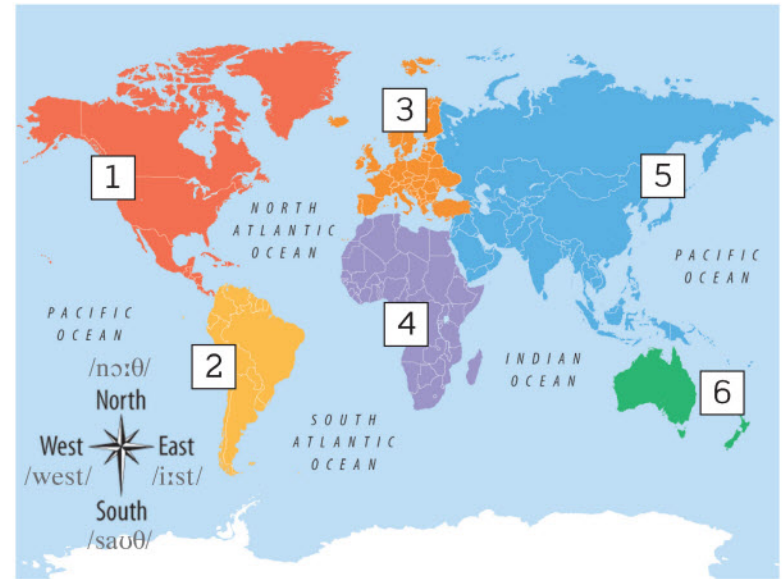 3
1
5
NORTH
ATLANTIC
OCEAN
PACIFIC
OCEAN
PACIFIC
OCEAN
4
2
INDIAN
OCEAN
6
/nɔːθ/
North
West East
/west/ /iːst/
South
/saʊθ/
SOUTH
ATLANTIC
OCEAN